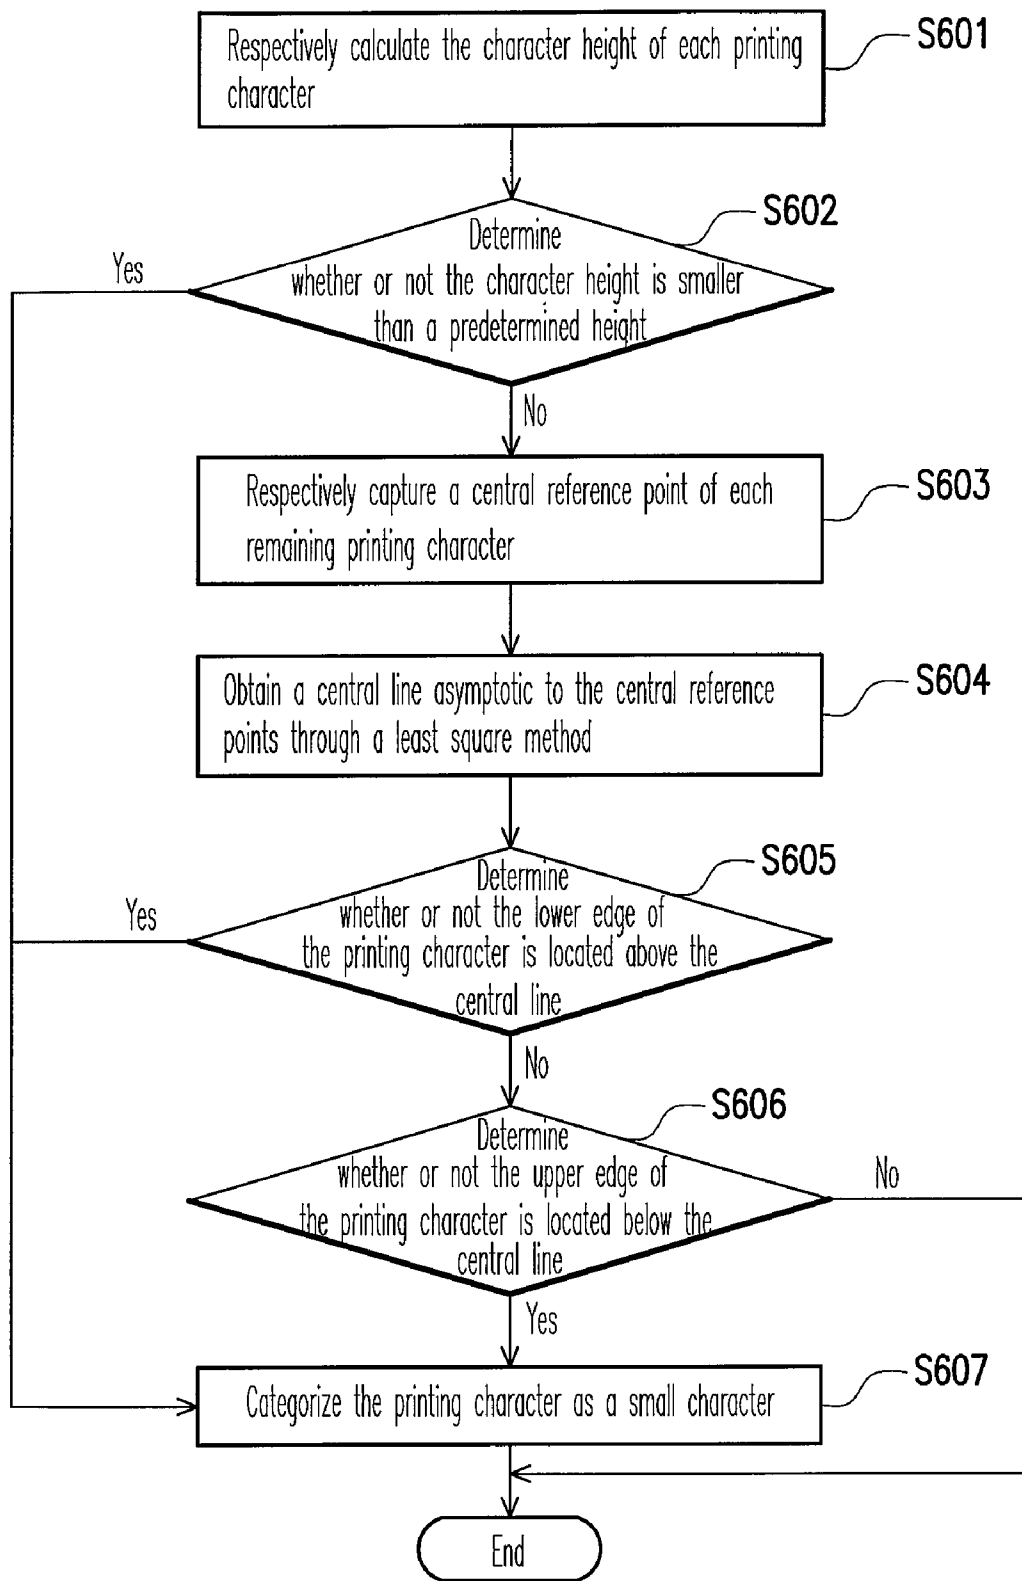 Respectively calculate the character height of each printing
character
S601
Determine
whether or not the character height is smaller
than a predetermined height
S602
Yes
No
Respectively capture a central reference point of each
remaining printing character
S603
Obtain a central line asymptotic to the central reference
points through a least square method
S604
Determine
whether or not the lower edge of
the printing character is located above the
central line
S605
Yes
No
Determine
whether or not the upper edge of
the printing character is located below the
central line
S606
No
Yes
Categorize the printing character as a small character
S607
End